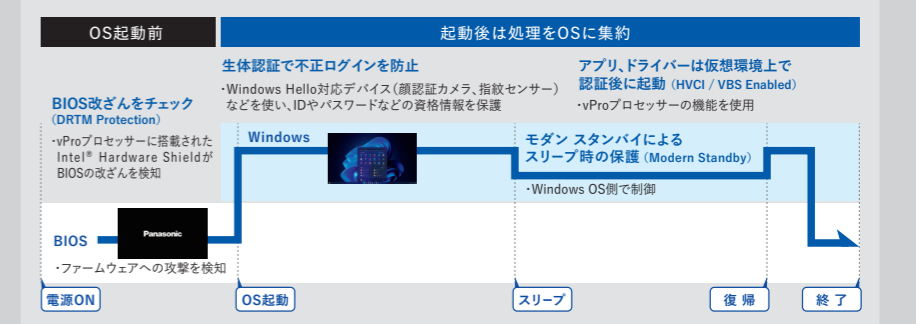 OS起動前
起動後は処理をOSに集約
生体認証で不正ログインを防止
・Windows Hello対応デバイス（顔認証カメラ、指紋センサー）
などを使い、IDやパスワードなどの資格情報を保護
アプリ、ドライバーは仮想環境上で
認証後に起動（HVCI / VBS Enabled）
・vProプロセッサーの機能を使用
BIOS改ざんをチェック
（DRTM Protection）
・vProプロセッサーに搭載された
Intel® Hardware Shieldが
BIOSの改ざんを検知
Windows
モダン スタンバイによる
スリープ時の保護（Modern Standby）
・Windows OS側で制御
BIOS
Panasonic
・ファームウェアへの攻撃を検知
電源ON
OS起動
スリープ
復帰
終了